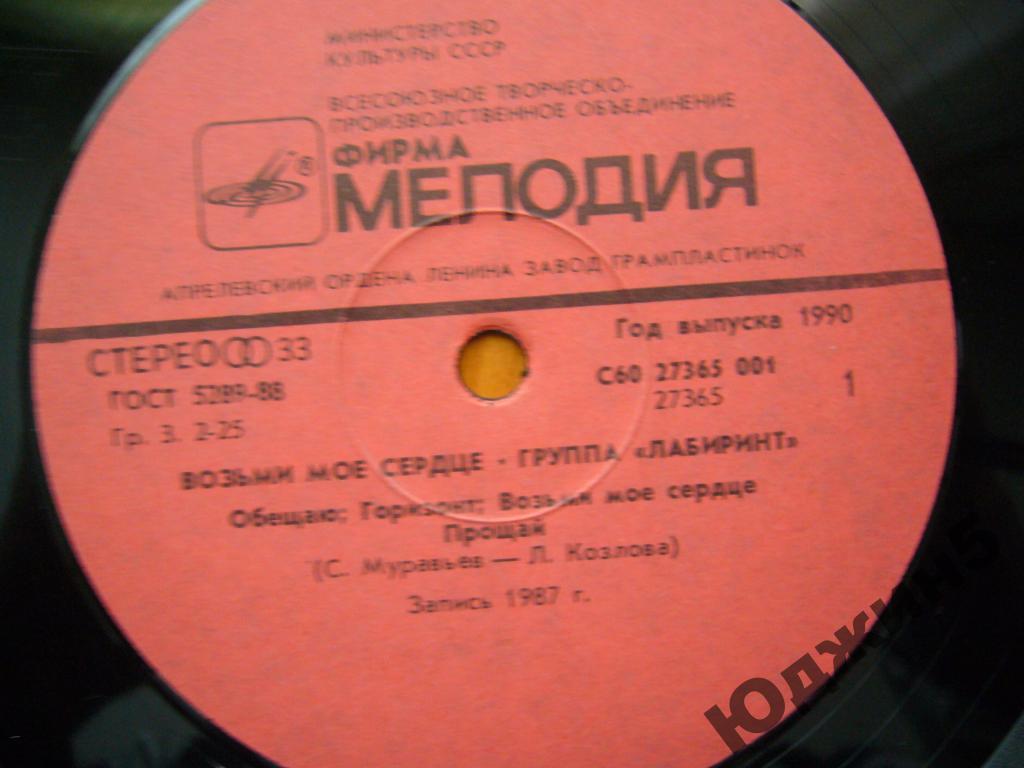 МИНИСТЕРСТВО
КУЛЬТУРЫ СССР
ВСЕСОЮЗНОЕ ТВОРЧЕСКО-
ПРОИЗВОДСТВЕННОЕ ОБЪЕДИНЕНИЕ
ФИРМА
МЕЛОДИЯ
®
АПРЕЛЕВСКИЙ ОРДЕНА ЛЕНИНА ЗАВОД ГРАМПЛАСТИНОК
СТЕРЕО 33
Год выпуска 1990
ГОСТ 5289-88
С60 27365 001
Гр. 3. 2-25
27365
1
ВОЗЬМИ МОЕ СЕРДЦЕ - ГРУППА «ЛАБИРИНТ»
Обещаю; Горизонт; Возьми мое сердце
Прощай
(С. Муравьев — Л. Козлова)
Запись 1987 г.
Юджин5